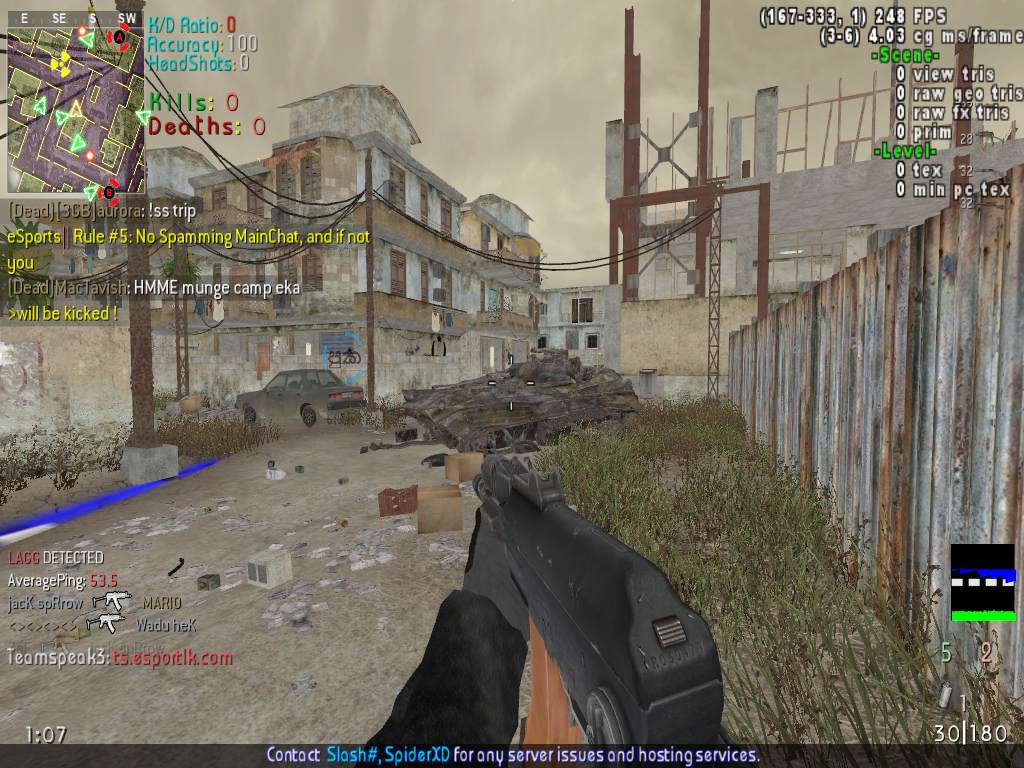 E SE S SW
A
B
K/D Ratio: 0
Accuracy: 100
HeadShots: 0
Kills: 0
Deaths: 0
(167-333, 1) 248 FPS
(3-6) 4.03 cg ms/frame
-Scene-
0 view tris
0 raw geo tris
0 raw fx tris
0 prim
28
-Level-
0 tex
32
0 min pc tex
32
(Dead)[3GB]aurora: !ss trip
eSports|| Rule #5: No Spamming MainChat, and if not
you
(Dead)MacTavish: HMME munge camp eka
>will be kicked !
LAGG DETECTED
AveragePing: 53.5
jacK spRrow MARIO
<><><><><> Wadu heK
Teamspeak3:ts.esportlk.com
5 2
1
1:07
30|180
Contact Slash#, SpiderXD for any server issues and hosting services.